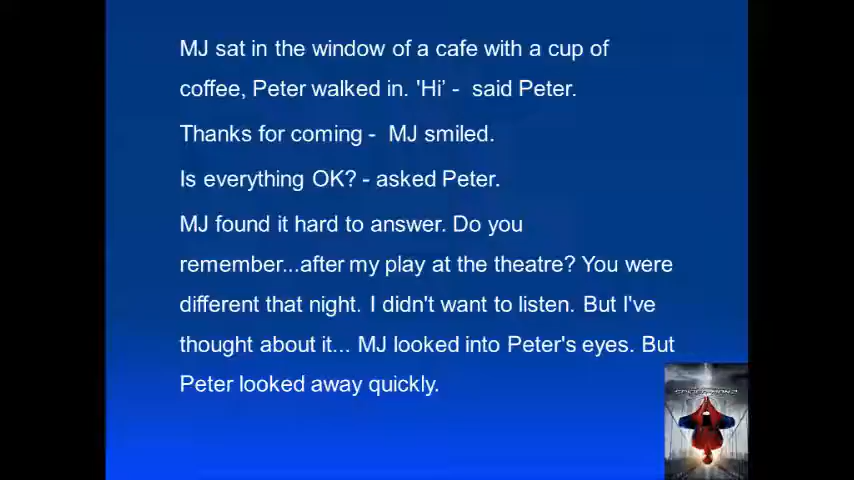 MJ sat in the window of a cafe with a cup of
coffee, Peter walked in. 'Hi’ -  said Peter.
Thanks for coming -  MJ smiled.
Is everything OK? - asked Peter.
MJ found it hard to answer. Do you
remember...after my play at the theatre? You were
different that night. I didn't want to listen. But I've
thought about it... MJ looked into Peter's eyes. But
Peter looked away quickly.